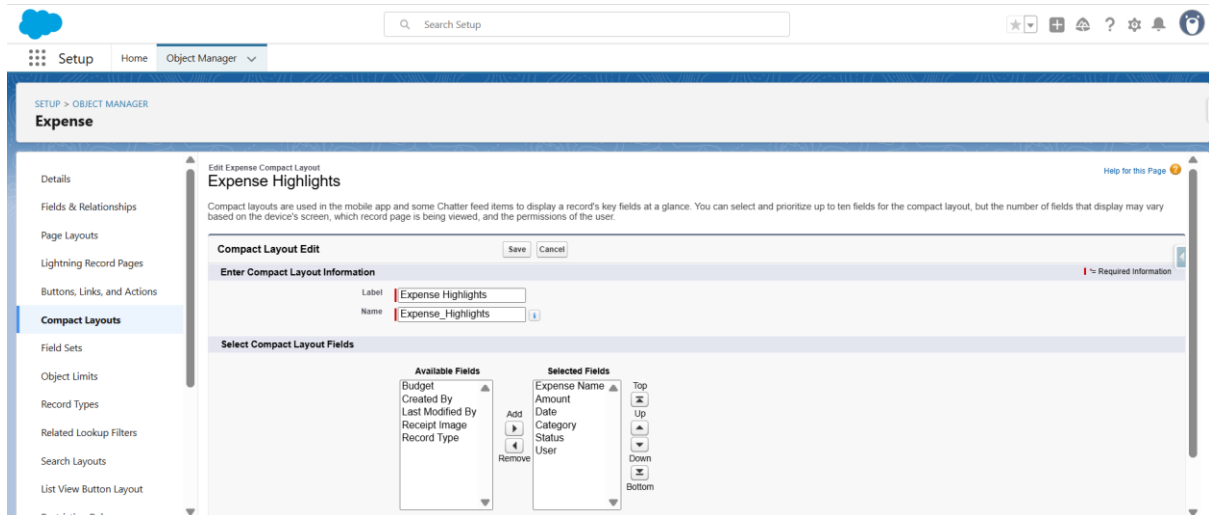 Search Setup
Setup
Home
Object Manager
SETUP > OBJECT MANAGER
Expense
Details
Fields & Relationships
Page Layouts
Lightning Record Pages
Buttons, Links, and Actions
Compact Layouts
Field Sets
Object Limits
Record Types
Related Lookup Filters
Search Layouts
List View Button Layout
Edit Expense Compact Layout
Expense Highlights
Help for this Page
Compact layouts are used in the mobile app and some Chatter feed items to display a record's key fields at a glance. You can select and prioritize up to ten fields for the compact layout, but the number of fields that display may vary
based on the device's screen, which record page is being viewed, and the permissions of the user.
Compact Layout Edit
Save
Cancel
Enter Compact Layout Information
= Required Information
Label
Expense Highlights
Name
Expense_Highlights
i
Select Compact Layout Fields
Available Fields
Budget
Created By
Last Modified By
Receipt Image
Record Type
Add
Remove
Selected Fields
Expense Name
Amount
Date
Category
Status
User
Top
Up
Down
Bottom